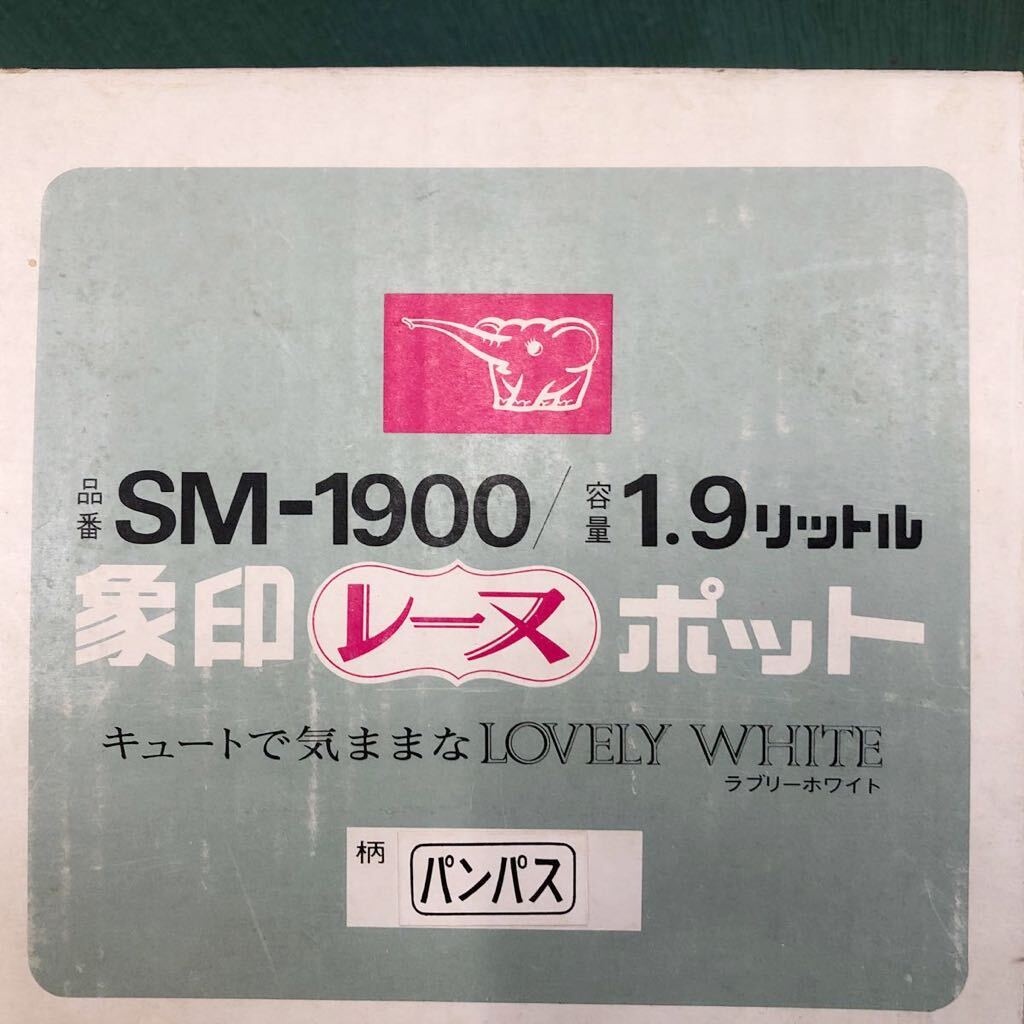 品番 SM-1900/容量 1.9リットル
象印 レーヌ ポット
キュートで気ままなLOVELY WHITE
ラブリーホワイト
柄 パンパス